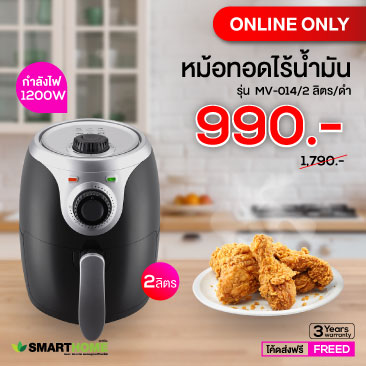 ONLINE ONLY
หม้อทอดไร้น้ำมัน
รุ่น MV-014/2 ลิตร/ดำ
กำลังไฟ
1200W
990.-
1,790.-
2ลิตร
SMARTHOME
3 Years
warranty
โค้ดส่งฟรี FREED